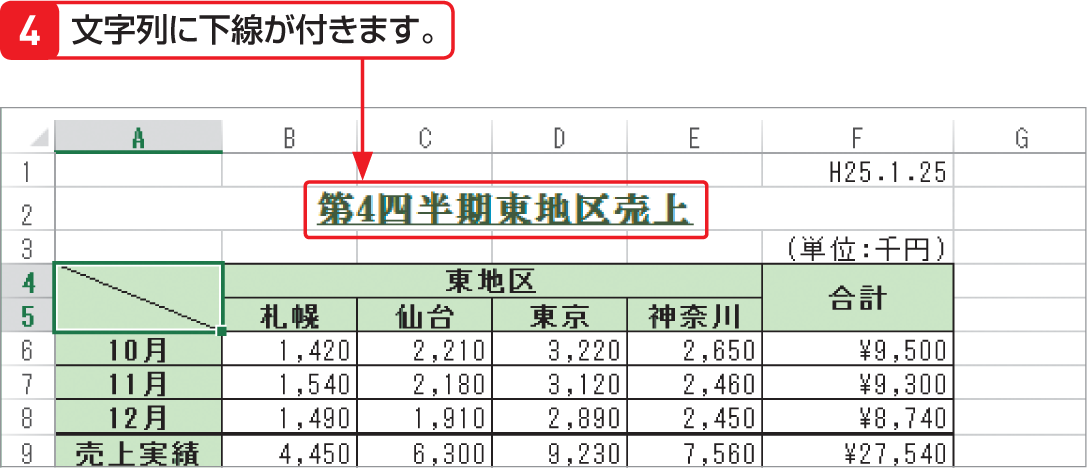 4 文字列に下線が付きます。
A B C D E F G
1 H25.1.25
2 第4四半期東地区売上
3 (単位:千円)
4 東地区 合計
5 札幌 仙台 東京 神奈川
6 10月 1,420 2,210 3,220 2,650 ¥9,500
7 11月 1,540 2,180 3,120 2,460 ¥9,300
8 12月 1,490 1,910 2,890 2,450 ¥8,740
9 売上実績 4,450 6,300 9,230 7,560 ¥27,540